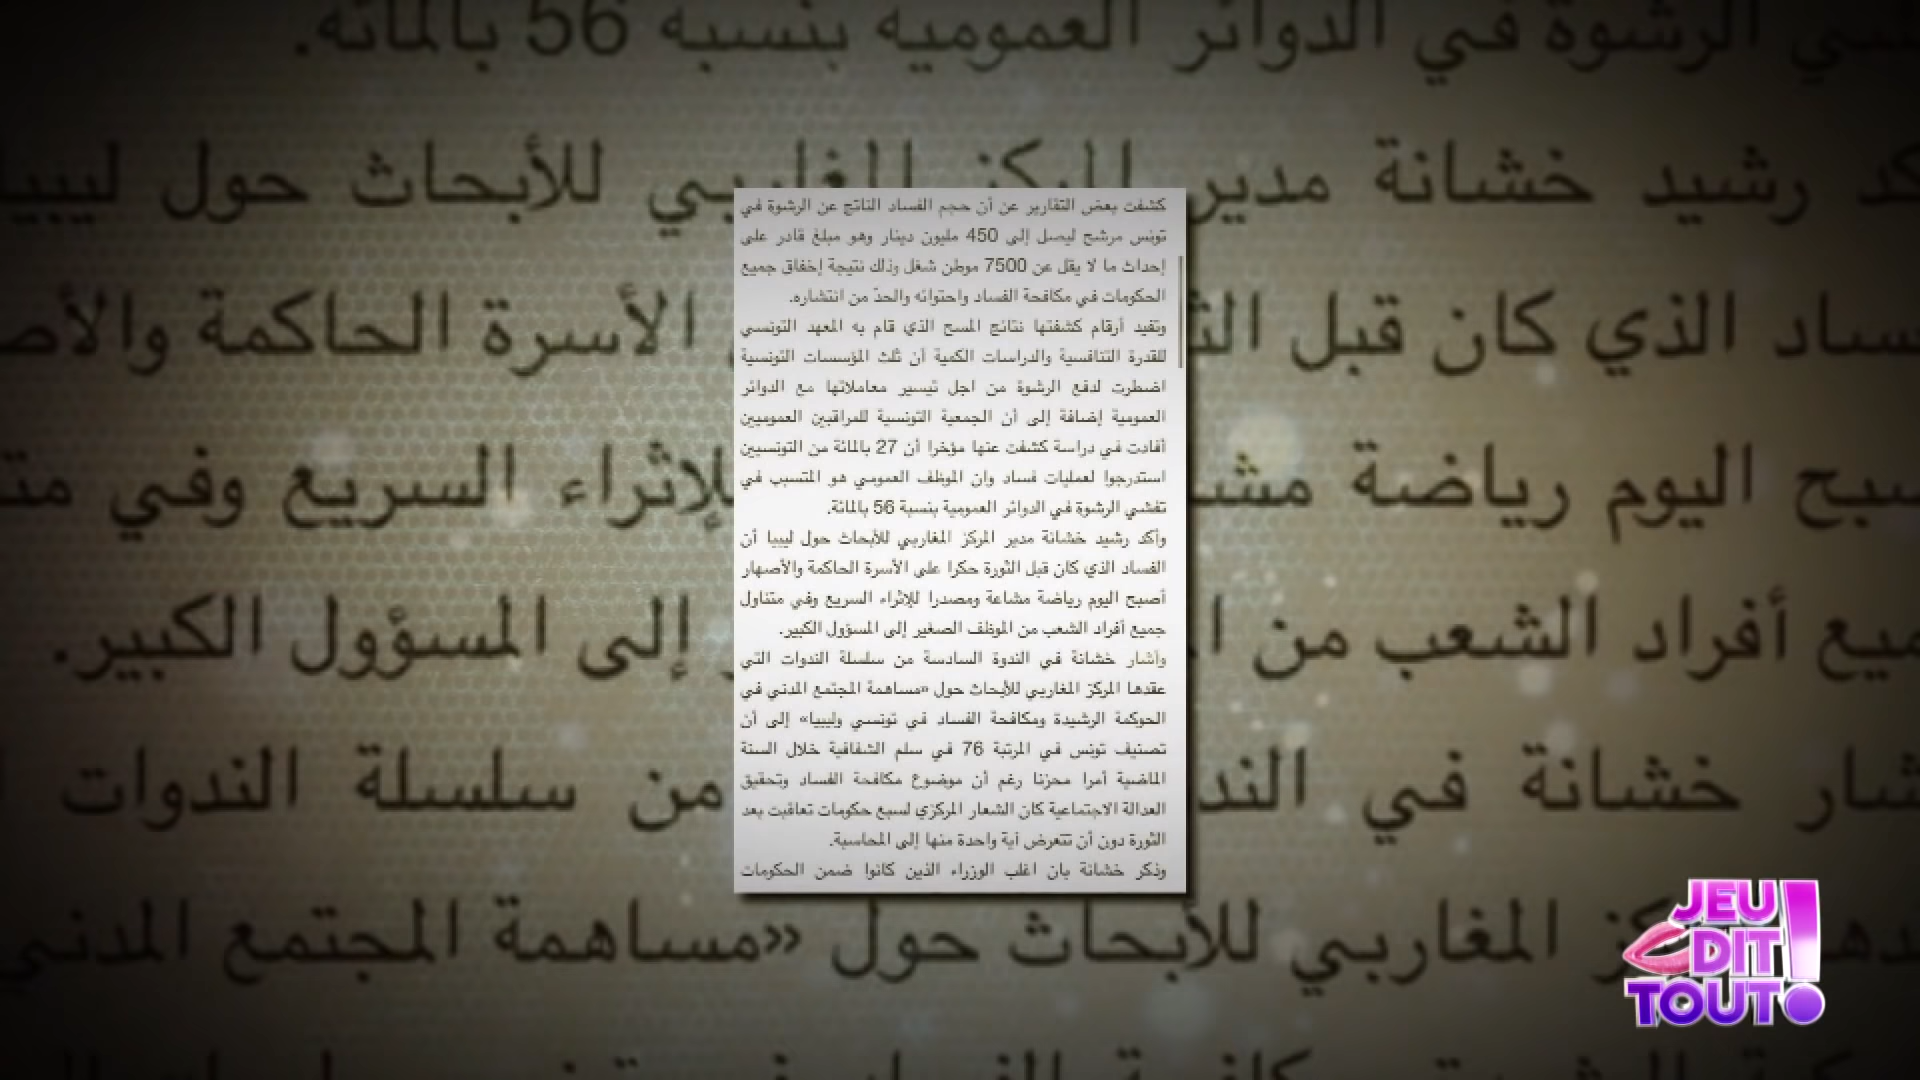 كشفت بعض التقارير عن أن حجم الفساد الناتج عن الرشوة في
تونس مرشح ليصل إلى 450 مليون دينار وهو مبلغ قادر على
إحداث ما لا يقل عن 7500 موطن شغل وذلك نتيجة إخفاق جميع
الحكومات في مكافحة الفساد واحتوائه والحدّ من انتشاره.
وتفيد أرقام كشفتها نتائج المسح الذي قام به المعهد التونسي
للقدرة التنافسية والدراسات الكمية أن ثلث المؤسسات التونسية
اضطرت لدفع الرشوة من اجل تيسير معاملاتها مع الدوائر
العمومية إضافة إلى أن الجمعية التونسية للمراقبين العموميين
أفادت في دراسة كشفت عنها مؤخرا أن 27 بالمائة من التونسيين
استدرجوا لعمليات فساد وان الموظف العمومي هو المتسبب في
تفشي الرشوة في الدوائر العمومية بنسبة 56 بالمائة.
وأكد رشيد خشانة مدير المركز المغاربي للأبحاث حول ليبيا أن
الفساد الذي كان قبل الثورة حكرا على الأسرة الحاكمة والأصهار
أصبح اليوم رياضة مشاعة ومصدرا للإثراء السريع وفي متناول
جميع أفراد الشعب من الموظف الصغير إلى المسؤول الكبير.
وأشار خشانة في الندوة السادسة من سلسلة الندوات التي
عقدها المركز المغاربي للأبحاث حول «مساهمة المجتمع المدني في
الحوكمة الرشيدة ومكافحة الفساد في تونسي وليبيا» إلى أن
تصنيف تونس في المرتبة 76 في سلم الشفافية خلال السنة
الماضية أمرا محزنا رغم أن موضوع مكافحة الفساد وتحقيق
العدالة الاجتماعية كان الشعار المركزي لسبع حكومات تعاقبت بعد
الثورة دون أن تتعرض أية واحدة منها إلى المحاسبة.
وذكر خشانة بان اغلب الوزراء الذين كانوا ضمن الحكومات
JEU
DIT
TOUT!